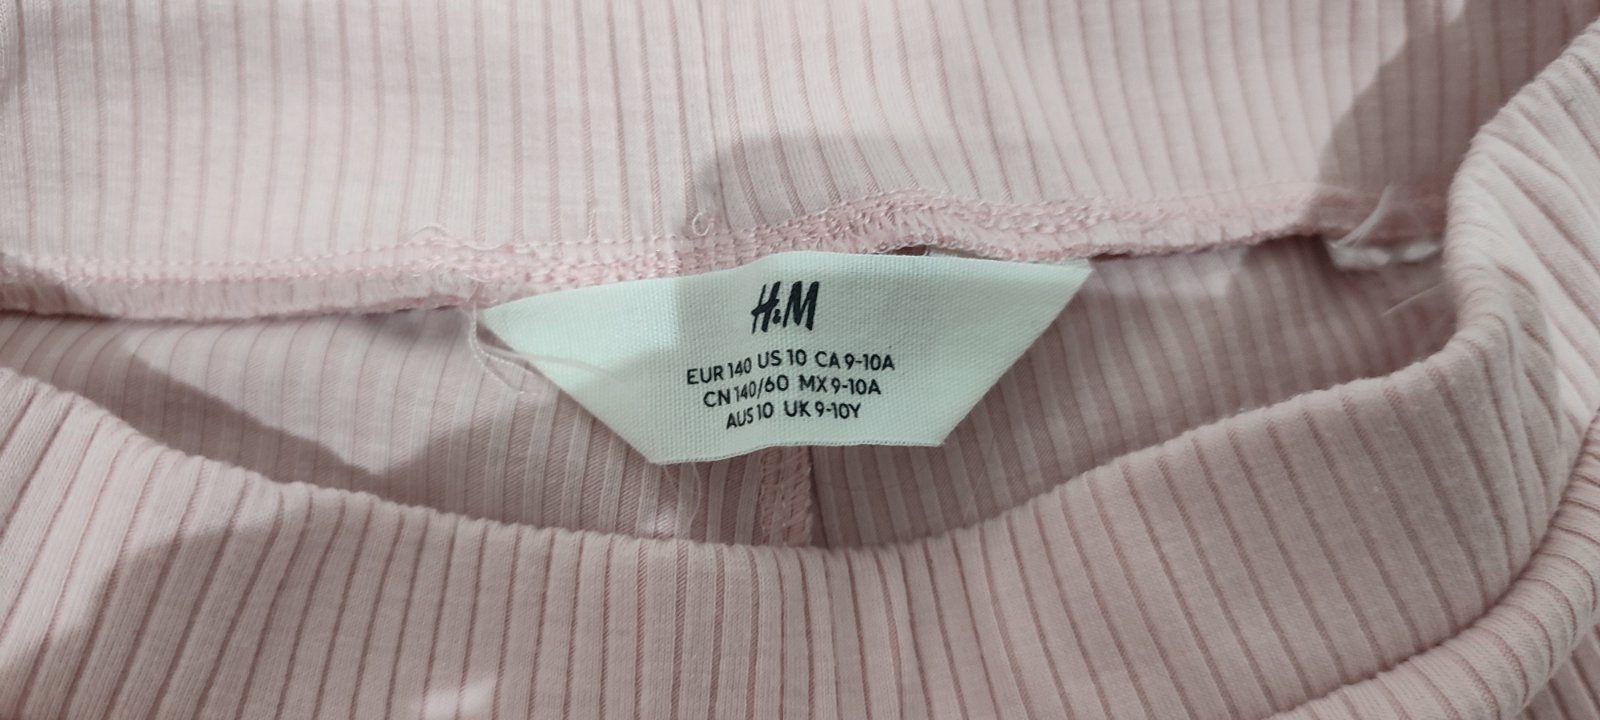 H&M
EUR 140 US 10 CA 9-10A
CN 140/60 MX 9-10A
AUS 10 UK 9-10Y